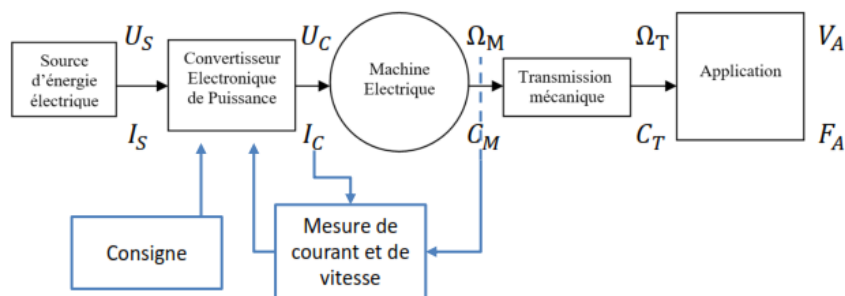 U_S
U_C
Ω_M
Ω_T
V_A
Source
d'énergie
électrique
Convertisseur
Electronique
de Puissance
Machine
Electrique
Transmission
mécanique
Application
I_S
I_C
C_M
C_T
F_A
Consigne
Mesure de
courant et de
vitesse